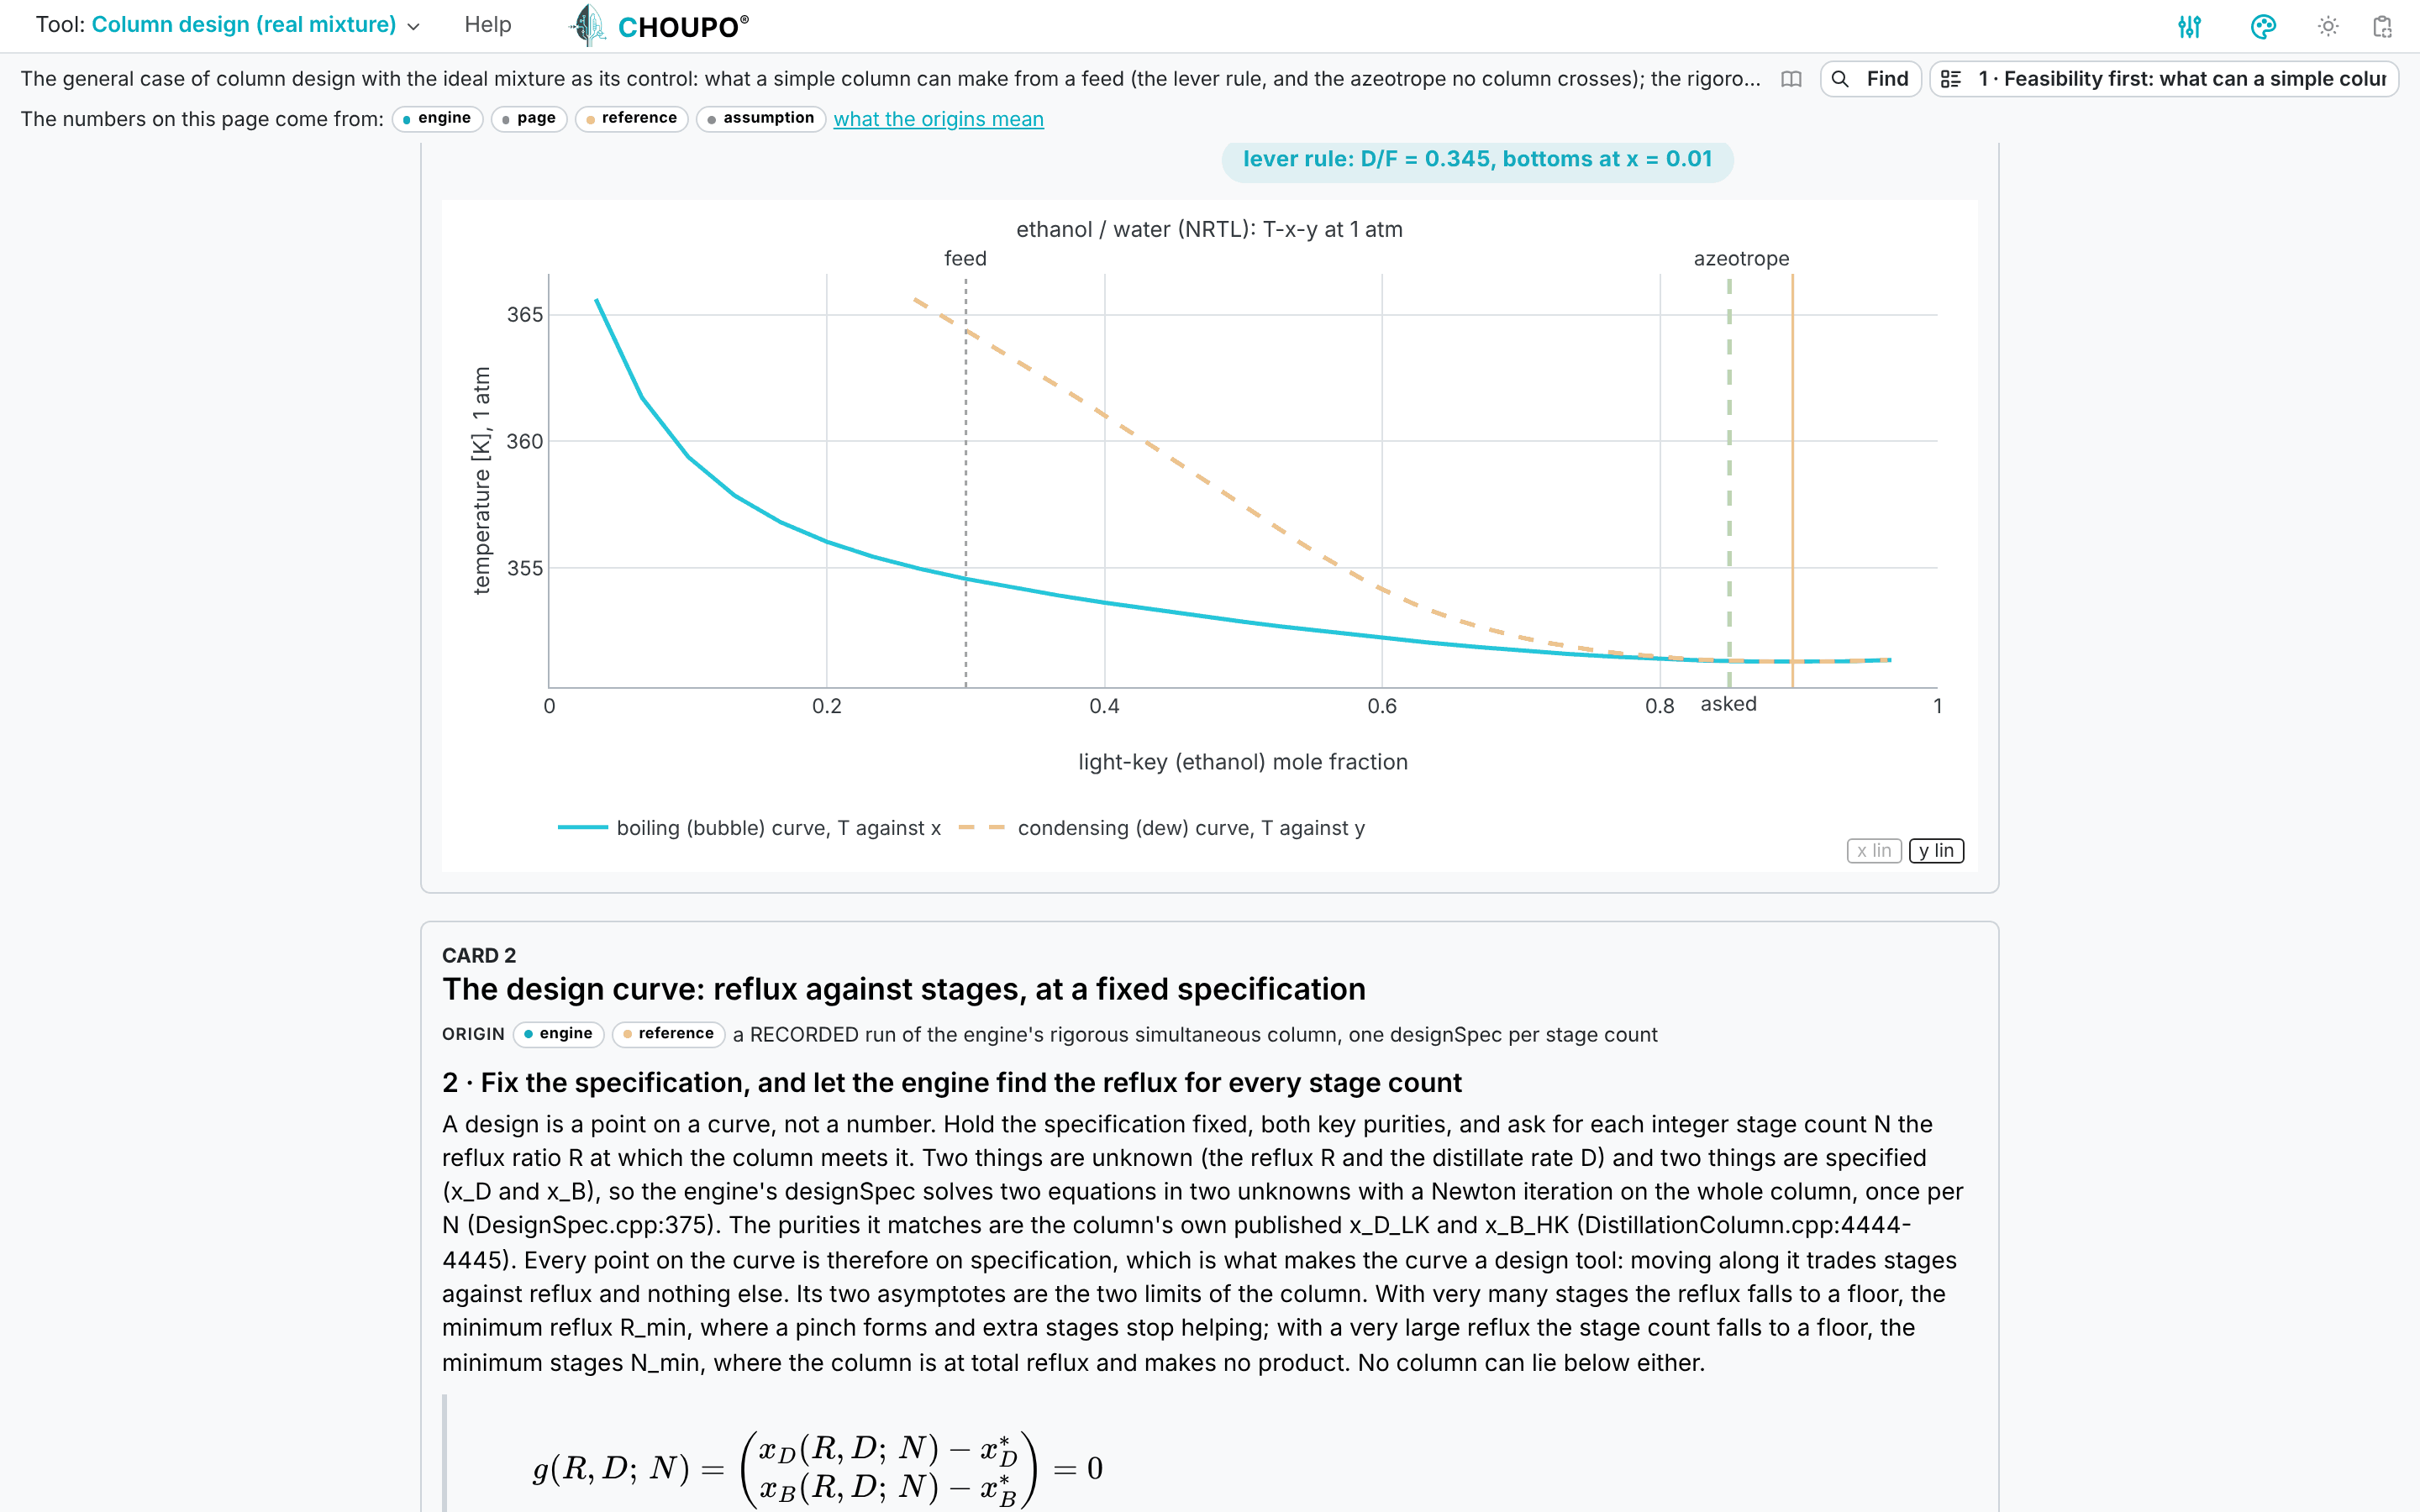 Tool: Column design (real mixture) Help CHOUPO®
The general case of column design with the ideal mixture as its control: what a simple column can make from a feed (the lever rule, and the azeotrope no column crosses); the rigoro... Find 1 · Feasibility first: what can a simple colur
The numbers on this page come from: engine page reference assumption what the origins mean
lever rule: D/F = 0.345, bottoms at x = 0.01
ethanol / water (NRTL): T-x-y at 1 atm
feed azeotrope
365
360
355
temperature [K], 1 atm
0 0.2 0.4 0.6 0.8 asked 1
light-key (ethanol) mole fraction
boiling (bubble) curve, T against x condensing (dew) curve, T against y
x lin y lin
CARD 2
The design curve: reflux against stages, at a fixed specification
ORIGIN engine reference a RECORDED run of the engine's rigorous simultaneous column, one designSpec per stage count
2 · Fix the specification, and let the engine find the reflux for every stage count
A design is a point on a curve, not a number. Hold the specification fixed, both key purities, and ask for each integer stage count N the
reflux ratio R at which the column meets it. Two things are unknown (the reflux R and the distillate rate D) and two things are specified
(x_D and x_B), so the engine's designSpec solves two equations in two unknowns with a Newton iteration on the whole column, once per
N (DesignSpec.cpp:375). The purities it matches are the column's own published x_D_LK and x_B_HK (DistillationColumn.cpp:4444-
4445). Every point on the curve is therefore on specification, which is what makes the curve a design tool: moving along it trades stages
against reflux and nothing else. Its two asymptotes are the two limits of the column. With very many stages the reflux falls to a floor, the
minimum reflux R_min, where a pinch forms and extra stages stop helping; with a very large reflux the stage count falls to a floor, the
minimum stages N_min, where the column is at total reflux and makes no product. No column can lie below either.
g(R, D; N) = ( x_D(R, D; N) − x_D^*
x_B(R, D; N) − x_B^* ) = 0